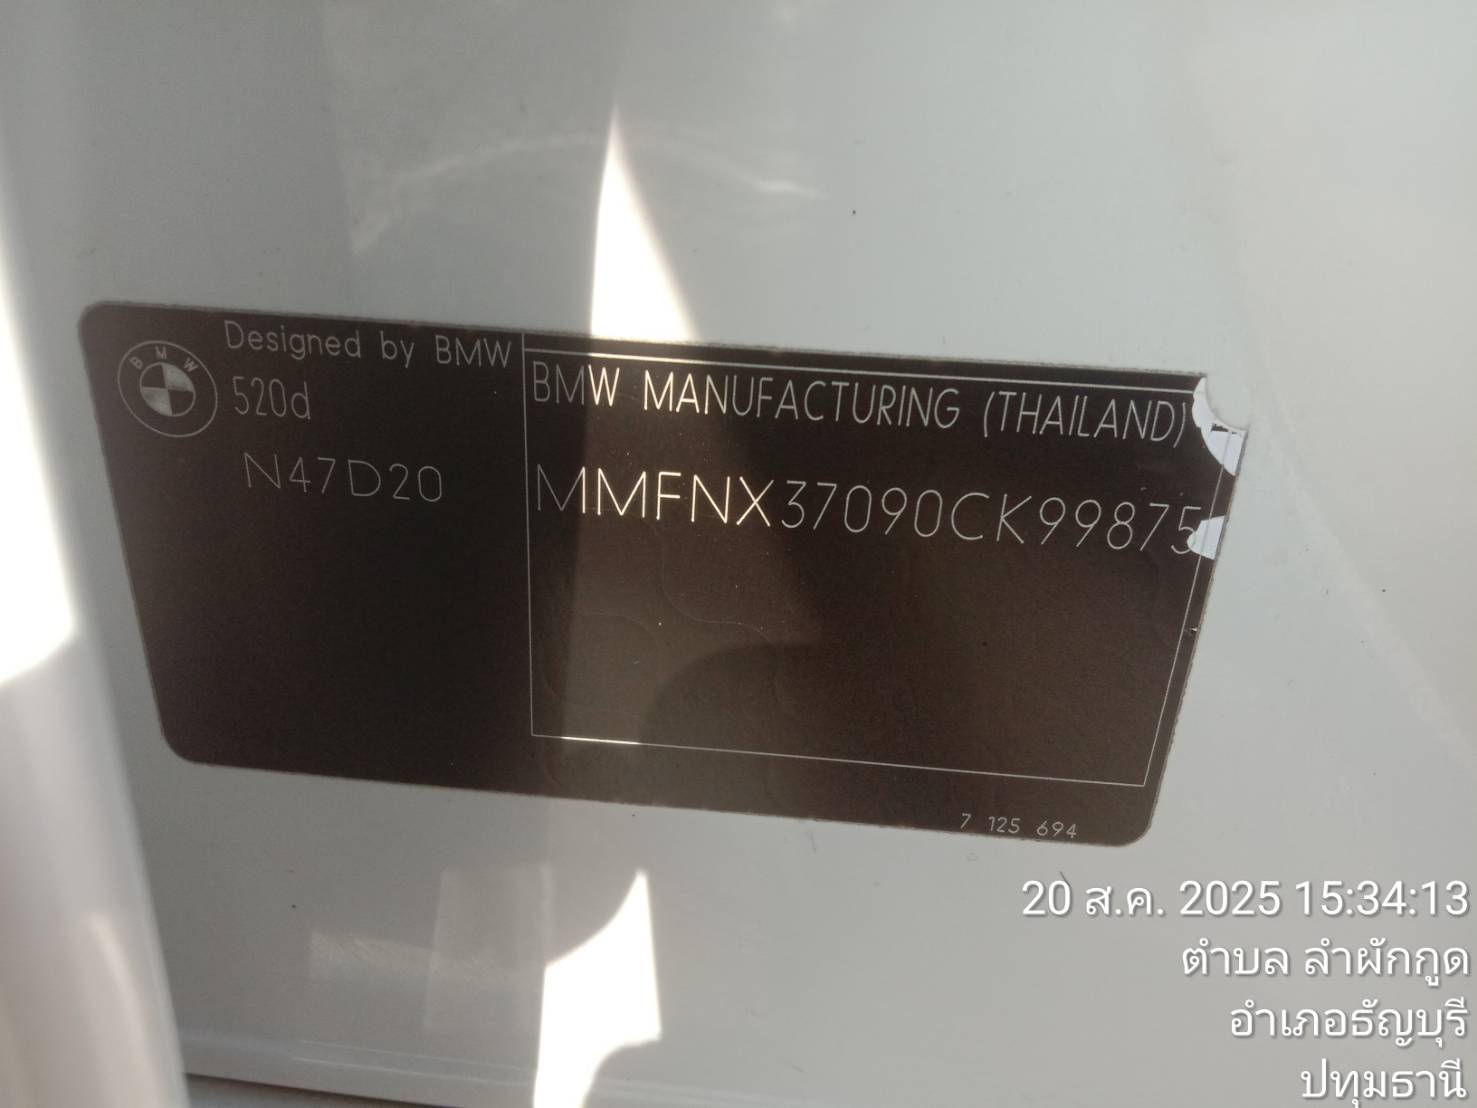 BMW
Designed by BMW
520d
N47D20
BMW MANUFACTURING (THAILAND)
MMFNX37090CK99875
7 125 694
20 ส.ค. 2025 15:34:13
ตำบล ลำผักกูด
อำเภอธัญบุรี
ปทุมธานี